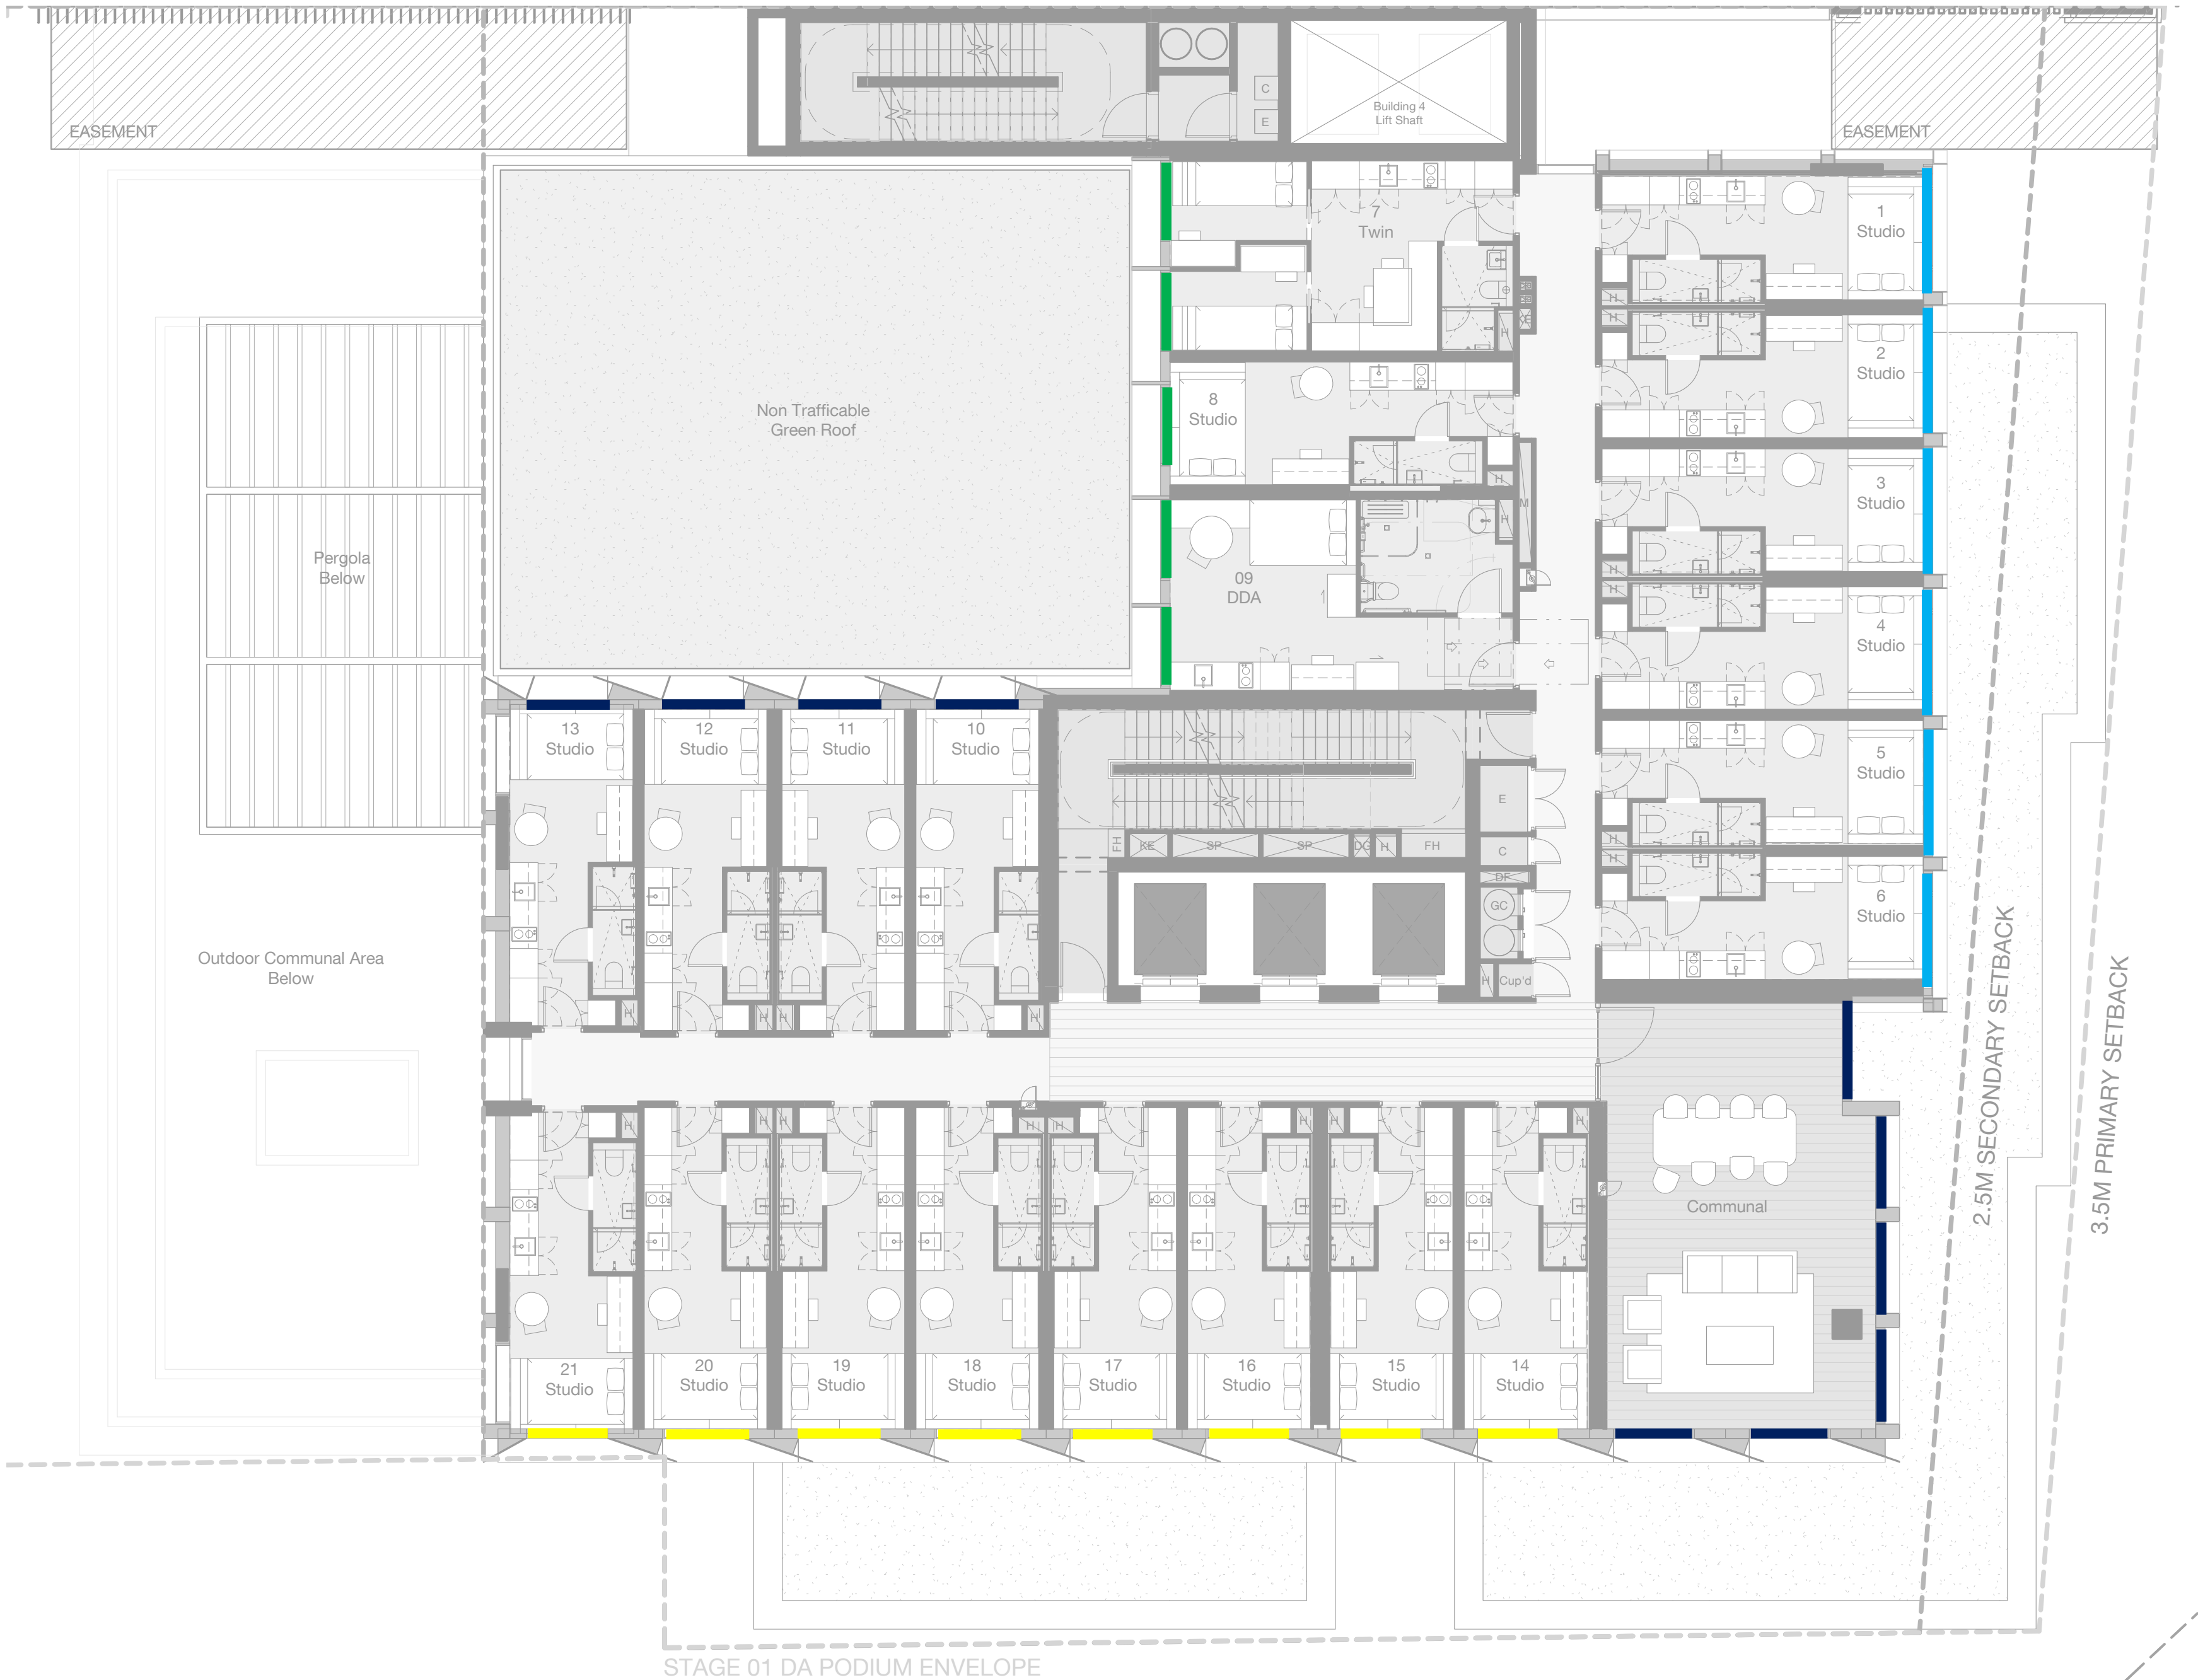 EASEMENT
C
E
Building 4
Lift Shaft
EASEMENT
7
Twin
1
Studio
H
H
KE
H
2
Studio
Non Trafficable
Green Roof
8
Studio
H
M
3
Studio
H
H
H
Pergola
Below
09
DDA
4
Studio
13
Studio
12
Studio
11
Studio
10
Studio
5
Studio
E
FH
KE
SP
SP
DG
H
FH
C
H
H
DF
GC
6
Studio
H
Cup'd
Outdoor Communal Area
Below
H
H
H
H
2.5M SECONDARY SETBACK
3.5M PRIMARY SETBACK
H
H
H
H
H
H
H
H
Communal
21
Studio
20
Studio
19
Studio
18
Studio
17
Studio
16
Studio
15
Studio
14
Studio
STAGE 01 DA PODIUM ENVELOPE